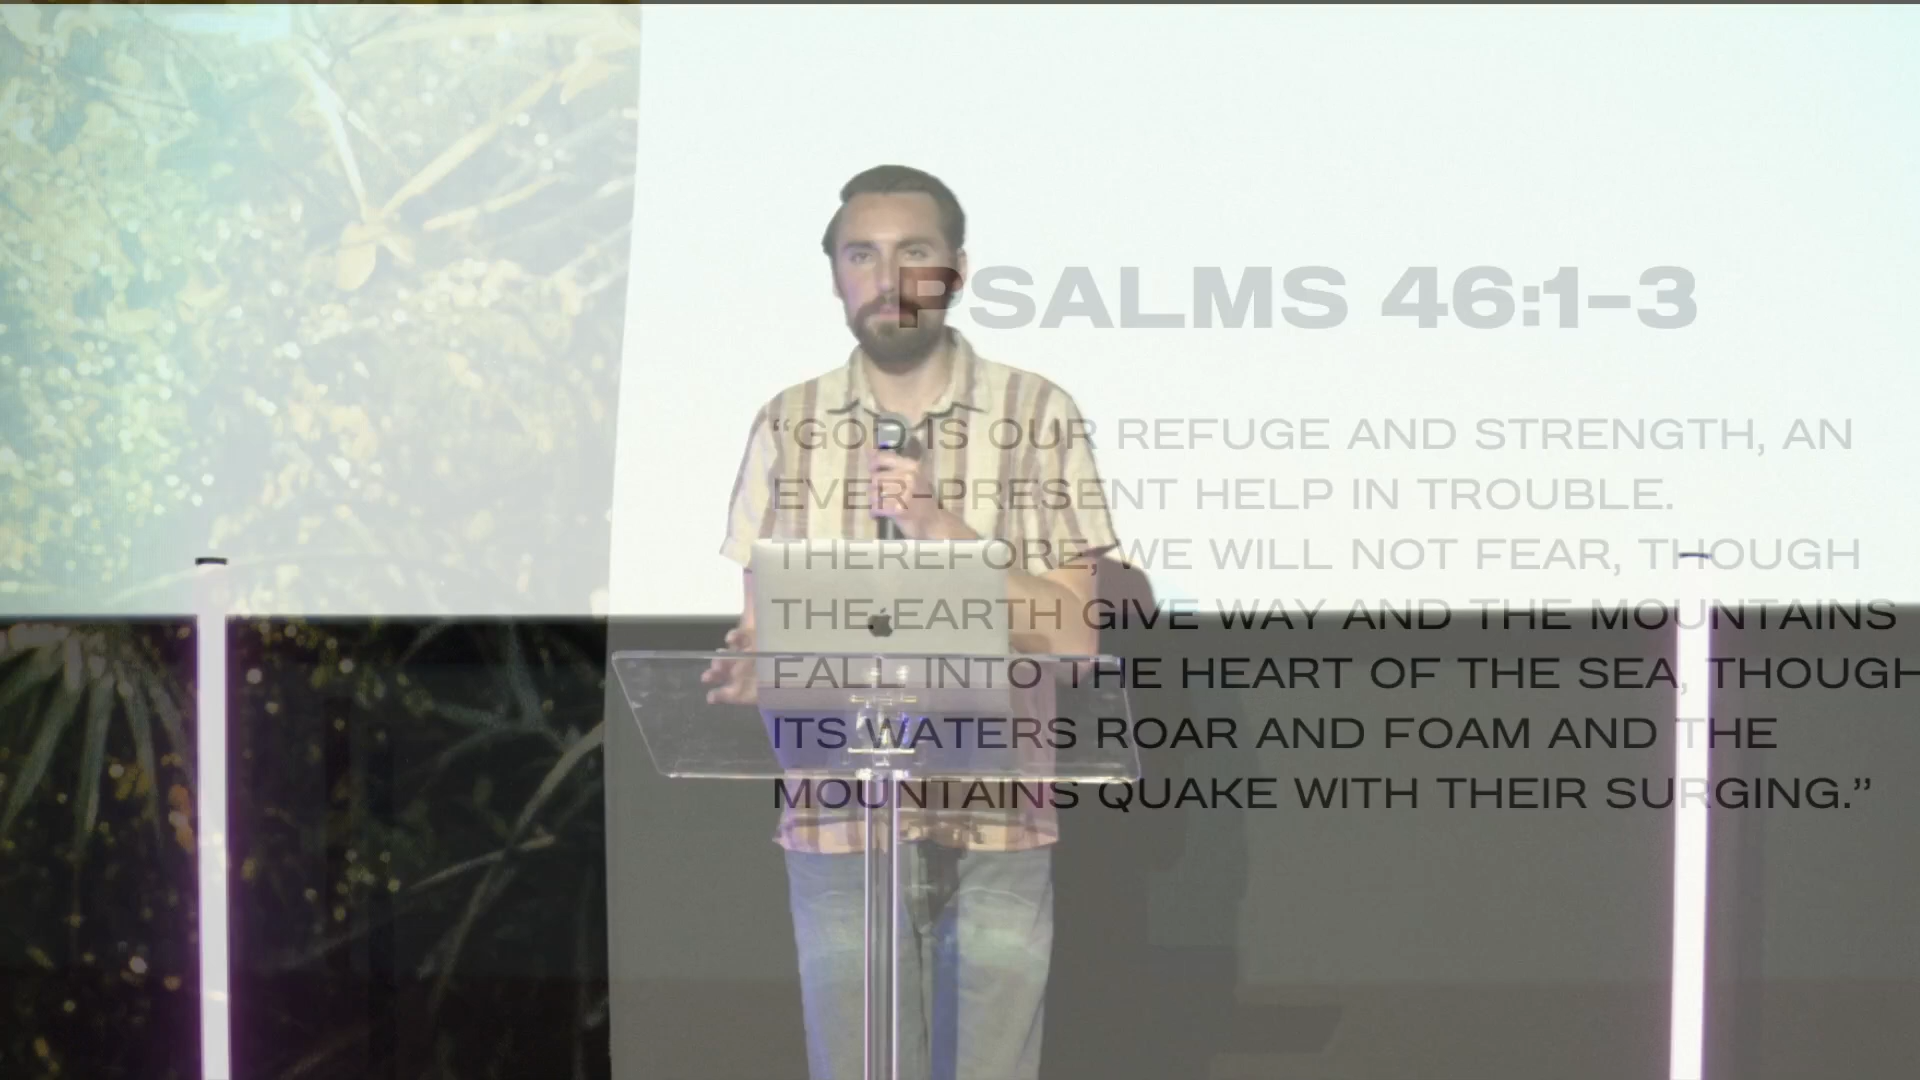 PSALMS 46:1-3
“GOD IS OUR REFUGE AND STRENGTH, AN
EVER-PRESENT HELP IN TROUBLE.
THEREFORE, WE WILL NOT FEAR, THOUGH
THE EARTH GIVE WAY AND THE MOUNTAINS
FALL INTO THE HEART OF THE SEA, THOUGH
ITS WATERS ROAR AND FOAM AND THE
MOUNTAINS QUAKE WITH THEIR SURGING.”